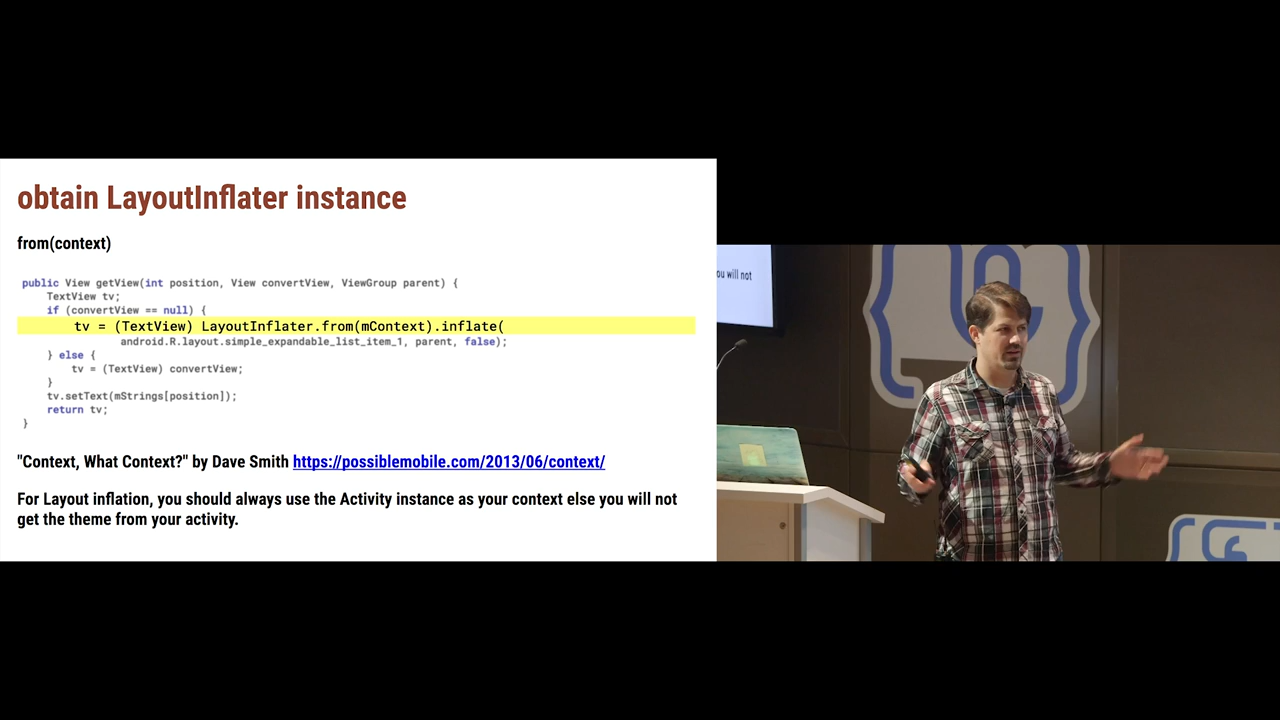 obtain LayoutInflater instance
from(context)
public View getView(int position, View convertView, ViewGroup parent) {
TextView tv;
if (convertView == null) {
tv = (TextView) LayoutInflater.from(mContext).inflate(
android.R.layout.simple_expandable_list_item_1, parent, false);
} else {
tv = (TextView) convertView;
}
tv.setText(mStrings[position]);
return tv;
}
"Context, What Context?" by Dave Smith https://possiblemobile.com/2013/06/context/
For Layout inflation, you should always use the Activity instance as your context else you will not
get the theme from your activity.
ou will not